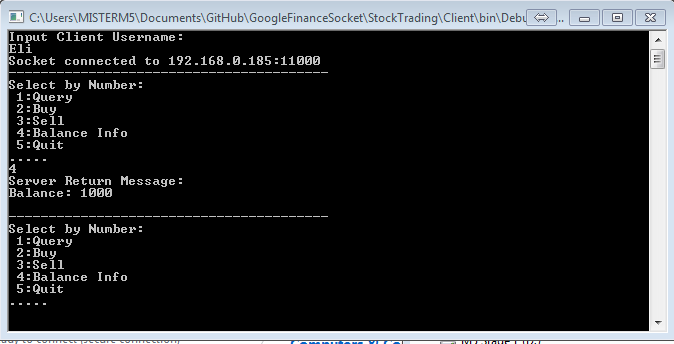 C:\Users\MISTERM5\Documents\GitHub\GoogleFinanceSocket\StockTrading\Client\bin\Debu...
Input Client Username:
Eli
Socket connected to 192.168.0.185:11000
----------------------------------------
Select by Number:
 1:Query
 2:Buy
 3:Sell
 4:Balance Info
 5:Quit
.....
4
Server Return Message:
Balance: 1000
----------------------------------------
Select by Number:
 1:Query
 2:Buy
 3:Sell
 4:Balance Info
 5:Quit
.....